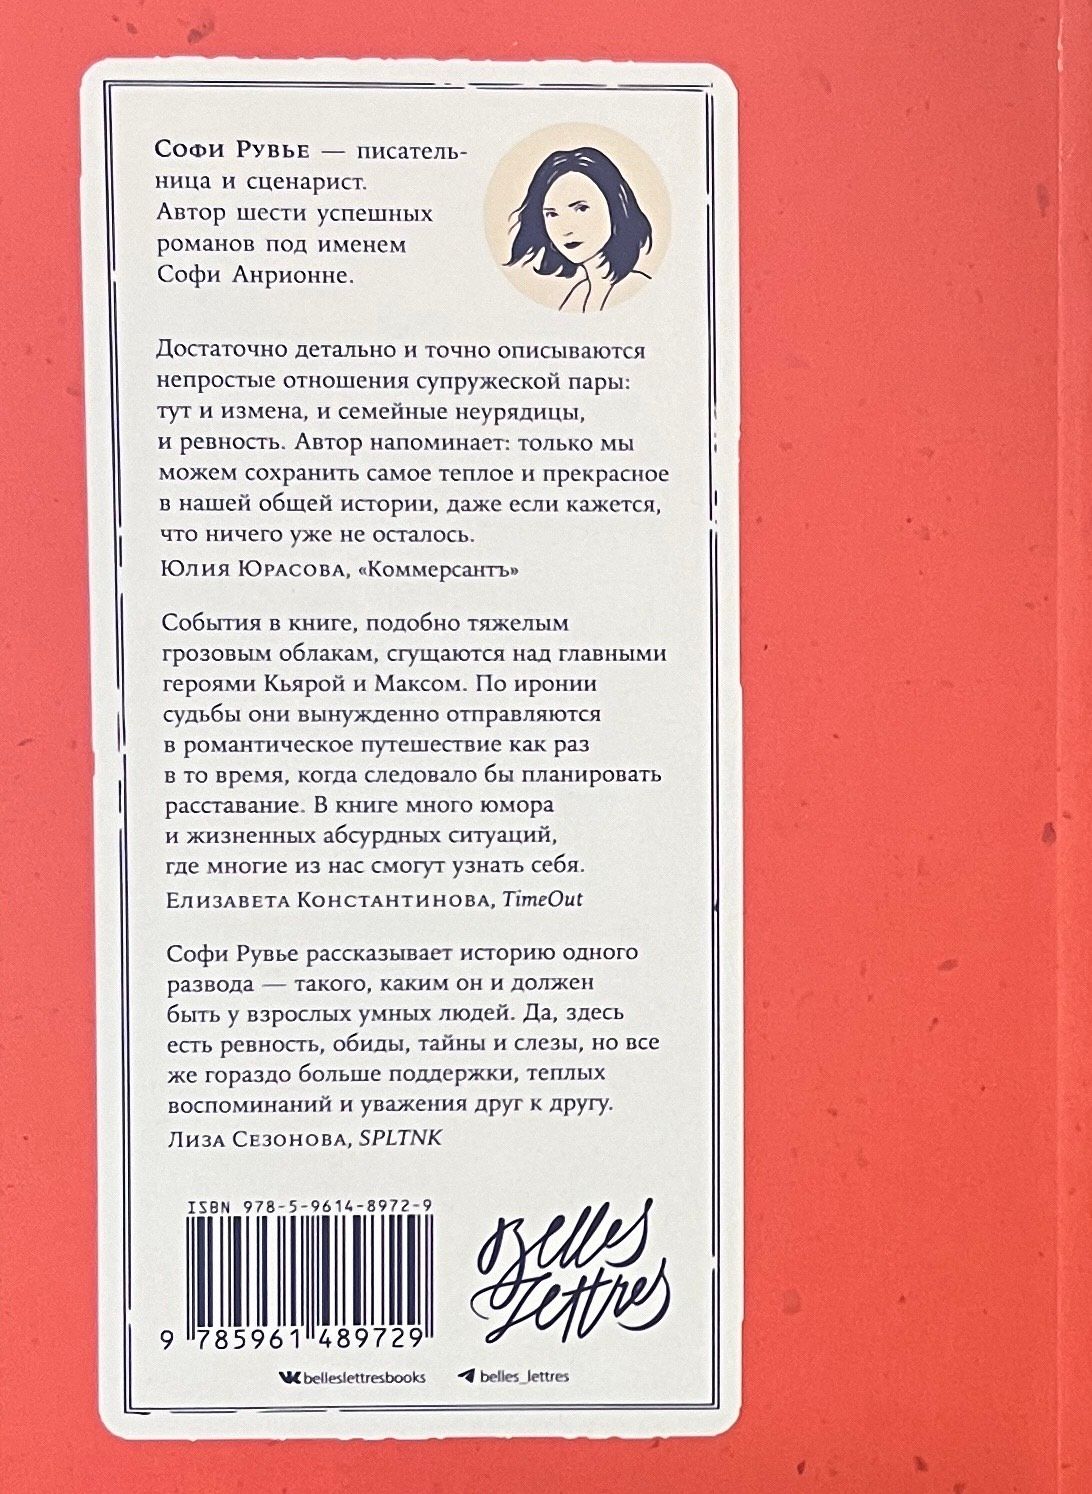 Софи Рувье — писатель-
ница и сценарист.
Автор шести успешных
романов под именем
Софи Анрионне.
Достаточно детально и точно описываются
непростые отношения супружеской пары:
тут и измена, и семейные неурядицы,
и ревность. Автор напоминает: только мы
можем сохранить самое теплое и прекрасное
в нашей общей истории, даже если кажется,
что ничего уже не осталось.
Юлия Юрасова, «Коммерсантъ»
События в книге, подобно тяжелым
грозовым облакам, сгущаются над главными
героями Кьярой и Максом. По иронии
судьбы они вынужденно отправляются
в романтическое путешествие как раз
в то время, когда следовало бы планировать
расставание. В книге много юмора
и жизненных абсурдных ситуаций,
где многие из нас смогут узнать себя.
Елизавета Константинова, TimeOut
Софи Рувье рассказывает историю одного
развода — такого, каким он и должен
быть у взрослых умных людей. Да, здесь
есть ревность, обиды, тайны и слезы, но все
же гораздо больше поддержки, теплых
воспоминаний и уважения друг к другу.
Лиза Сезонова, SPLTNK
ISBN 978-5-9614-8972-9
9 785961 489729
Belles
Lettres
belleslettresbooks
belles_lettres